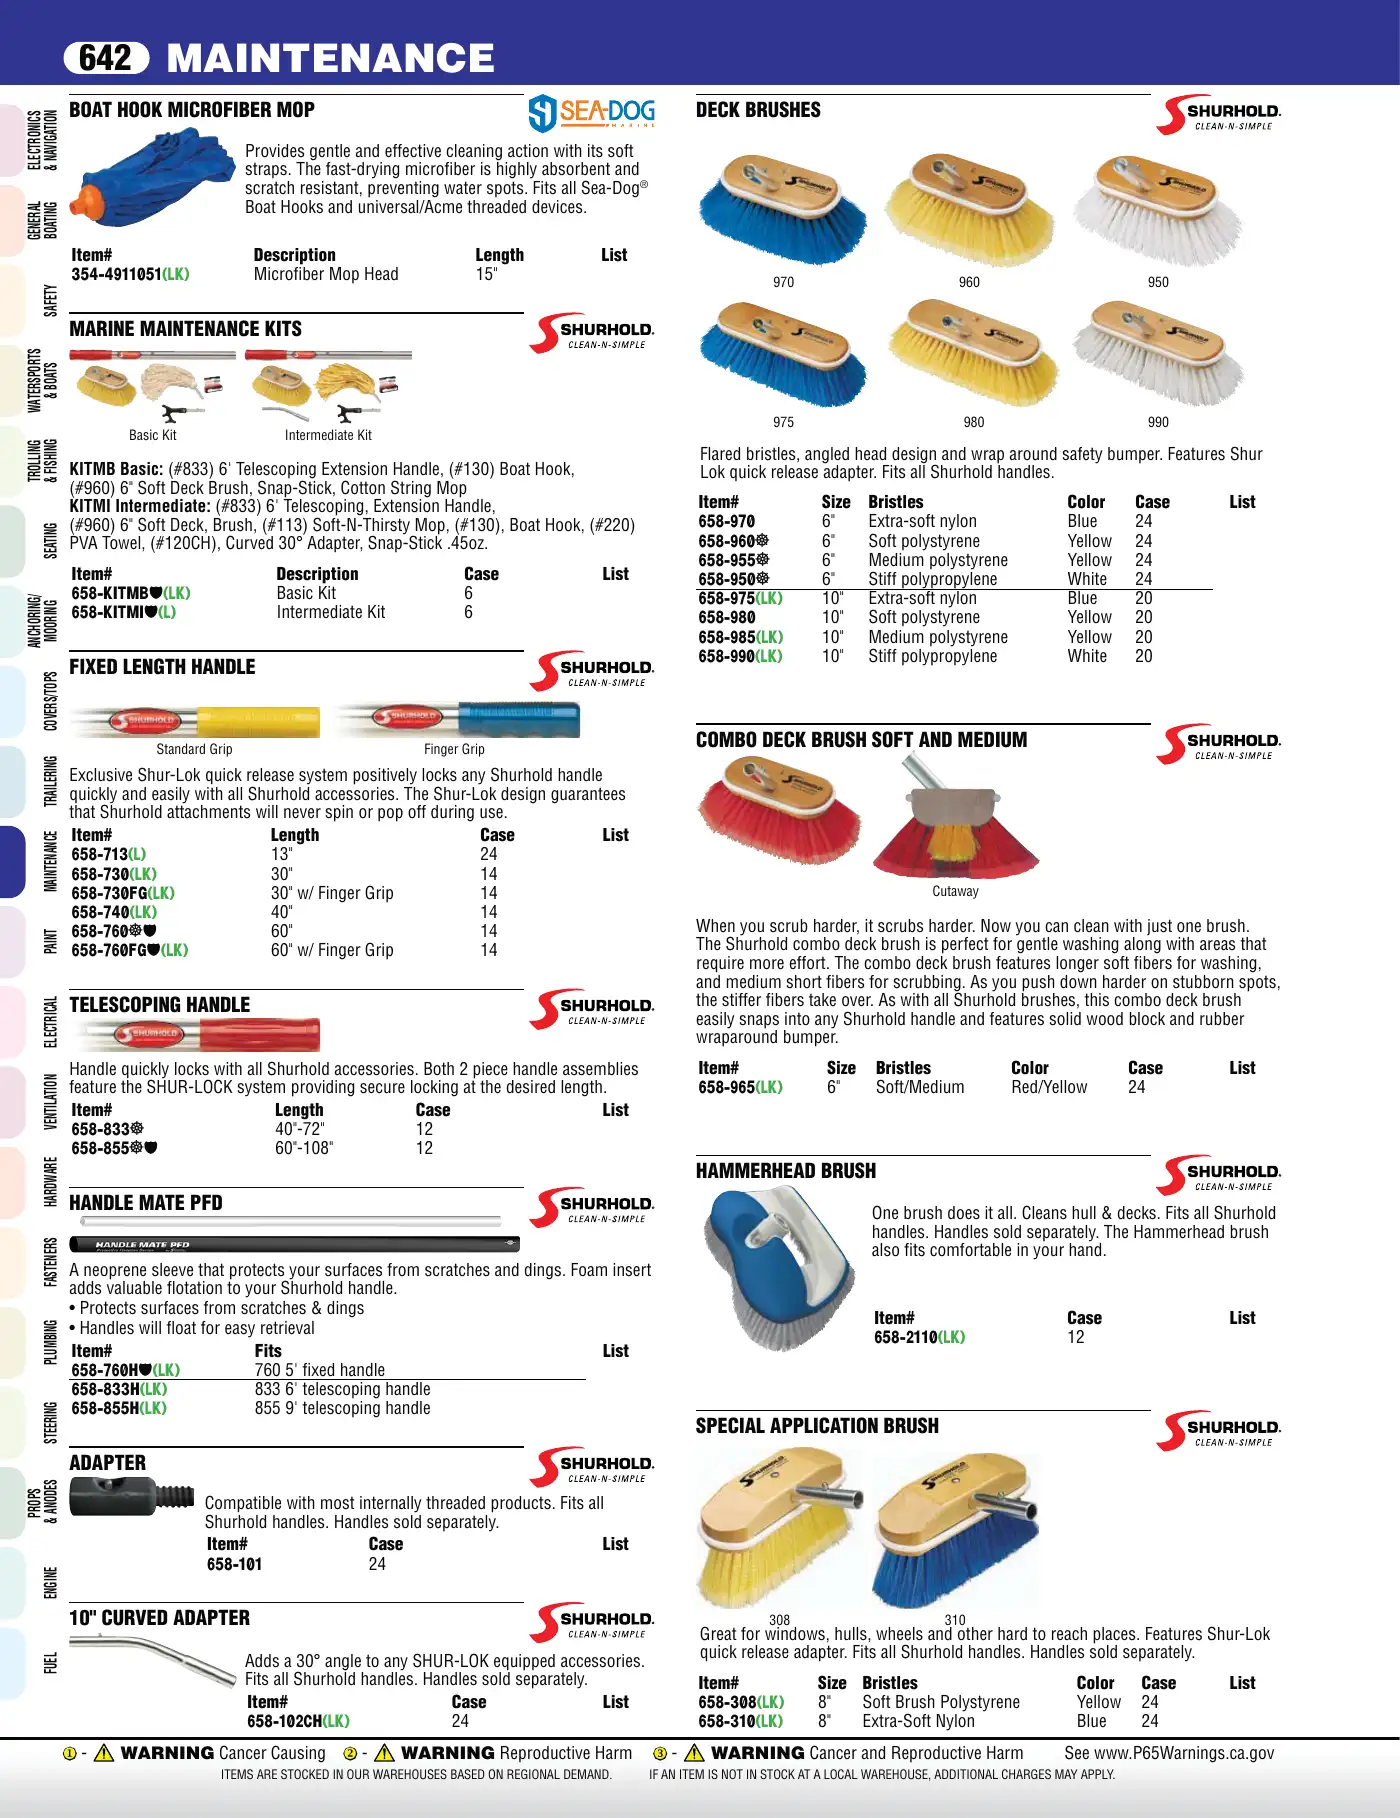 642 MAINTENANCE
ELECTRONICS
& NAVIGATION
GENERAL
BOATING
SAFETY
WATERSPORTS
& BOATS
TROLLING
& FISHING
SEATING
ANCHORING/
MOORING
COVERS/TOPS
TRAILERING
MAINTENANCE
PAINT
ELECTRICAL
VENTILATION
HARDWARE
FASTENERS
PLUMBING
STEERING
PROPS
& ANODES
ENGINE
FUEL
BOAT HOOK MICROFIBER MOP
SEA-DOG
MARINE
Provides gentle and effective cleaning action with its soft
straps. The fast-drying microfiber is highly absorbent and
scratch resistant, preventing water spots. Fits all Sea-Dog®
Boat Hooks and universal/Acme threaded devices.
Item# Description Length List
354-4911051(LK) Microfiber Mop Head 15"
MARINE MAINTENANCE KITS
SHURHOLD.
CLEAN-N-SIMPLE
Basic Kit Intermediate Kit
KITMB Basic: (#833) 6' Telescoping Extension Handle, (#130) Boat Hook,
(#960) 6" Soft Deck Brush, Snap-Stick, Cotton String Mop
KITMI Intermediate: (#833) 6' Telescoping, Extension Handle,
(#960) 6" Soft Deck, Brush, (#113) Soft-N-Thirsty Mop, (#130), Boat Hook, (#220)
PVA Towel, (#120CH), Curved 30° Adapter, Snap-Stick .45oz.
Item# Description Case List
658-KITMB(LK) Basic Kit 6
658-KITMI(L) Intermediate Kit 6
FIXED LENGTH HANDLE
SHURHOLD.
CLEAN-N-SIMPLE
SHURHOLD
SHURHOLD
Standard Grip Finger Grip
Exclusive Shur-Lok quick release system positively locks any Shurhold handle
quickly and easily with all Shurhold accessories. The Shur-Lok design guarantees
that Shurhold attachments will never spin or pop off during use.
Item# Length Case List
658-713(L) 13" 24
658-730(LK) 30" 14
658-730FG(LK) 30" w/ Finger Grip 14
658-740(LK) 40" 14
658-760 60" 14
658-760FG(LK) 60" w/ Finger Grip 14
TELESCOPING HANDLE
SHURHOLD.
CLEAN-N-SIMPLE
SHURHOLD
Handle quickly locks with all Shurhold accessories. Both 2 piece handle assemblies
feature the SHUR-LOCK system providing secure locking at the desired length.
Item# Length Case List
658-833 40"-72" 12
658-855 60"-108" 12
HANDLE MATE PFD
SHURHOLD.
CLEAN-N-SIMPLE
HANDLE MATE PFD
A neoprene sleeve that protects your surfaces from scratches and dings. Foam insert
adds valuable flotation to your Shurhold handle.
• Protects surfaces from scratches & dings
• Handles will float for easy retrieval
Item# Fits List
658-760H(LK) 760 5' fixed handle
658-833H(LK) 833 6' telescoping handle
658-855H(LK) 855 9' telescoping handle
ADAPTER
SHURHOLD.
CLEAN-N-SIMPLE
Compatible with most internally threaded products. Fits all
Shurhold handles. Handles sold separately.
Item# Case List
658-101 24
10" CURVED ADAPTER
SHURHOLD.
CLEAN-N-SIMPLE
Adds a 30° angle to any SHUR-LOK equipped accessories.
Fits all Shurhold handles. Handles sold separately.
Item# Case List
658-102CH(LK) 24
DECK BRUSHES
SHURHOLD.
CLEAN-N-SIMPLE
970 960 950
975 980 990
Flared bristles, angled head design and wrap around safety bumper. Features Shur
Lok quick release adapter. Fits all Shurhold handles.
Item# Size Bristles Color Case List
658-970 6" Extra-soft nylon Blue 24
658-960 6" Soft polystyrene Yellow 24
658-955 6" Medium polystyrene Yellow 24
658-950 6" Stiff polypropylene White 24
658-975(LK) 10" Extra-soft nylon Blue 20
658-980 10" Soft polystyrene Yellow 20
658-985(LK) 10" Medium polystyrene Yellow 20
658-990(LK) 10" Stiff polypropylene White 20
COMBO DECK BRUSH SOFT AND MEDIUM
SHURHOLD.
CLEAN-N-SIMPLE
Cutaway
When you scrub harder, it scrubs harder. Now you can clean with just one brush.
The Shurhold combo deck brush is perfect for gentle washing along with areas that
require more effort. The combo deck brush features longer soft fibers for washing,
and medium short fibers for scrubbing. As you push down harder on stubborn spots,
the stiffer fibers take over. As with all Shurhold brushes, this combo deck brush
easily snaps into any Shurhold handle and features solid wood block and rubber
wraparound bumper.
Item# Size Bristles Color Case List
658-965(LK) 6" Soft/Medium Red/Yellow 24
HAMMERHEAD BRUSH
SHURHOLD.
CLEAN-N-SIMPLE
One brush does it all. Cleans hull & decks. Fits all Shurhold
handles. Handles sold separately. The Hammerhead brush
also fits comfortable in your hand.
Item# Case List
658-2110(LK) 12
SPECIAL APPLICATION BRUSH
SHURHOLD.
CLEAN-N-SIMPLE
308 310
Great for windows, hulls, wheels and other hard to reach places. Features Shur-Lok
quick release adapter. Fits all Shurhold handles. Handles sold separately.
Item# Size Bristles Color Case List
658-308(LK) 8" Soft Brush Polystyrene Yellow 24
658-310(LK) 8" Extra-Soft Nylon Blue 24
1 - WARNING Cancer Causing 2 - WARNING Reproductive Harm 3 - WARNING Cancer and Reproductive Harm See www.P65Warnings.ca.gov
ITEMS ARE STOCKED IN OUR WAREHOUSES BASED ON REGIONAL DEMAND. IF AN ITEM IS NOT IN STOCK AT A LOCAL WAREHOUSE, ADDITIONAL CHARGES MAY APPLY.